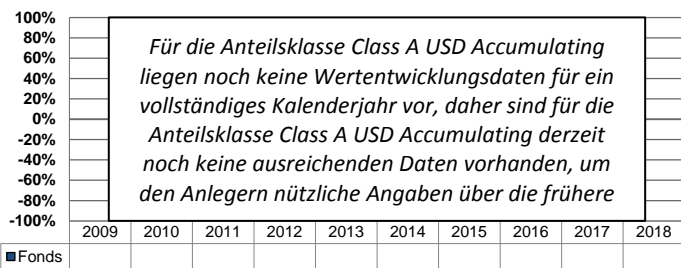 100%
80%
60%
40%
20%
0%
-20%
-40%
-60%
-80%
-100%
Für die Anteilsklasse Class A USD Accumulating
liegen noch keine Wertentwicklungsdaten für ein
vollständiges Kalenderjahr vor, daher sind für die
Anteilsklasse Class A USD Accumulating derzeit
noch keine ausreichenden Daten vorhanden, um
den Anlegern nützliche Angaben über die frühere
2009 2010 2011 2012 2013 2014 2015 2016 2017 2018
Fonds